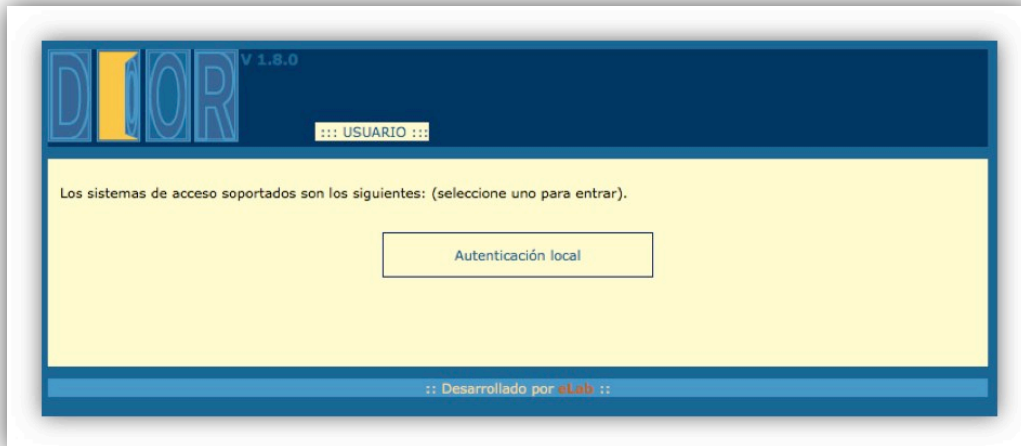 DOOR V 1.8.0
::: USUARIO :::
Los sistemas de acceso soportados son los siguientes: (seleccione uno para entrar).
Autenticación local
:: Desarrollado por eLab ::